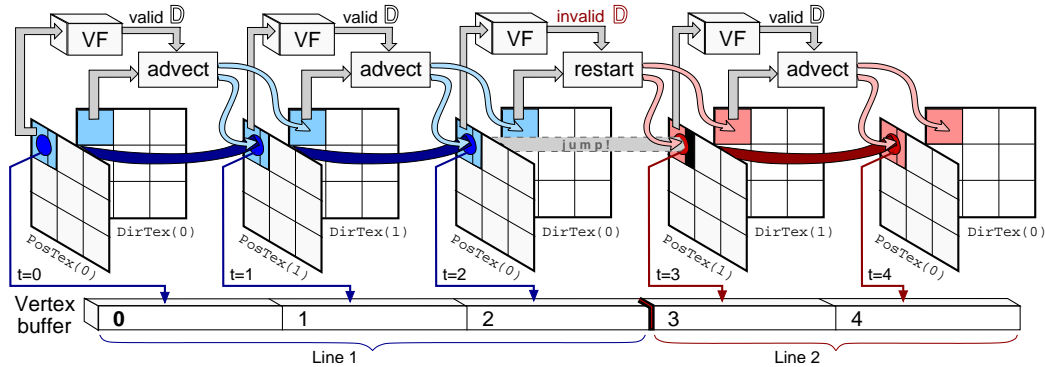 valid 𝔻 valid 𝔻 invalid 𝔻 valid 𝔻
VF VF VF VF
advect advect restart advect
jump!
DirTex(0) DirTex(1) DirTex(0) DirTex(1) DirTex(0)
PosTex(0) PosTex(1) PosTex(0) PosTex(1) PosTex(0)
t=0 t=1 t=2 t=3 t=4
Vertex
buffer
0 1 2 3 4
Line 1 Line 2